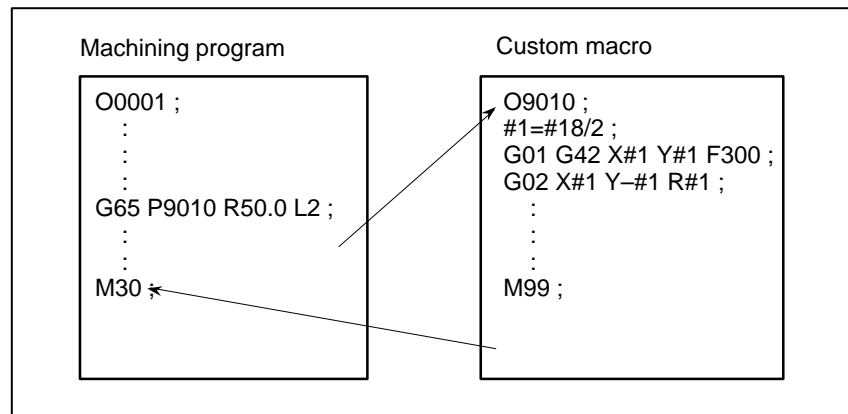 Machining program
O0001 ;
:
:
:
G65 P9010 R50.0 L2 ;
:
:
:
M30 ;
Custom macro
O9010 ;
#1=#18/2 ;
G01 G42 X#1 Y#1 F300 ;
G02 X#1 Y–#1 R#1 ;
:
:
:
M99 ;